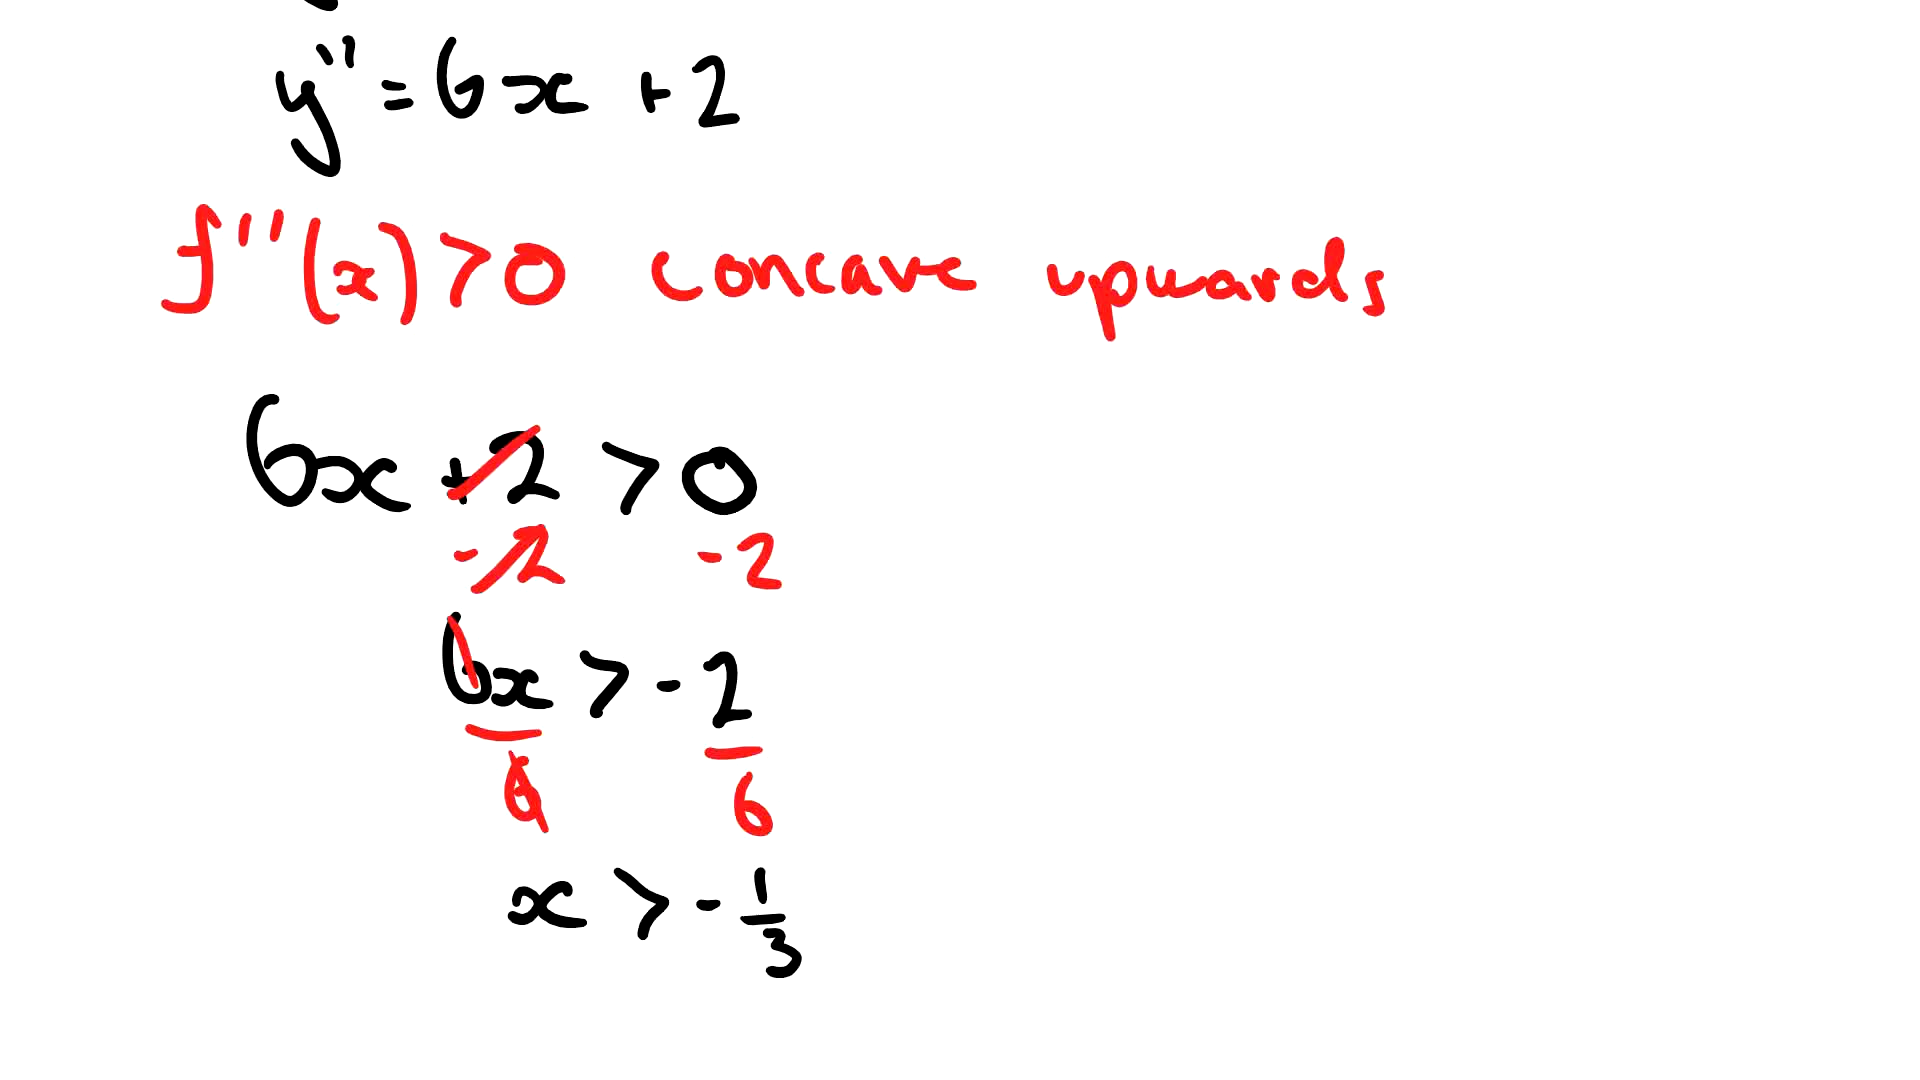 y''=6x +2
f''(x)>0 concave upwards
6x +2 >0
-2 -2
6x > -2
6 6
x > -1/3